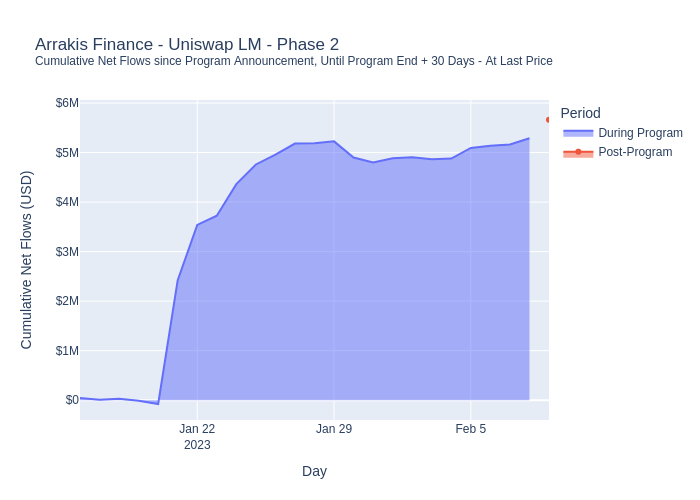 Arrakis Finance - Uniswap LM - Phase 2
Cumulative Net Flows since Program Announcement, Until Program End + 30 Days - At Last Price
Period
During Program
Post-Program
Cumulative Net Flows (USD)
$6M
$5M
$4M
$3M
$2M
$1M
$0
Jan 22
2023
Jan 29
Feb 5
Day